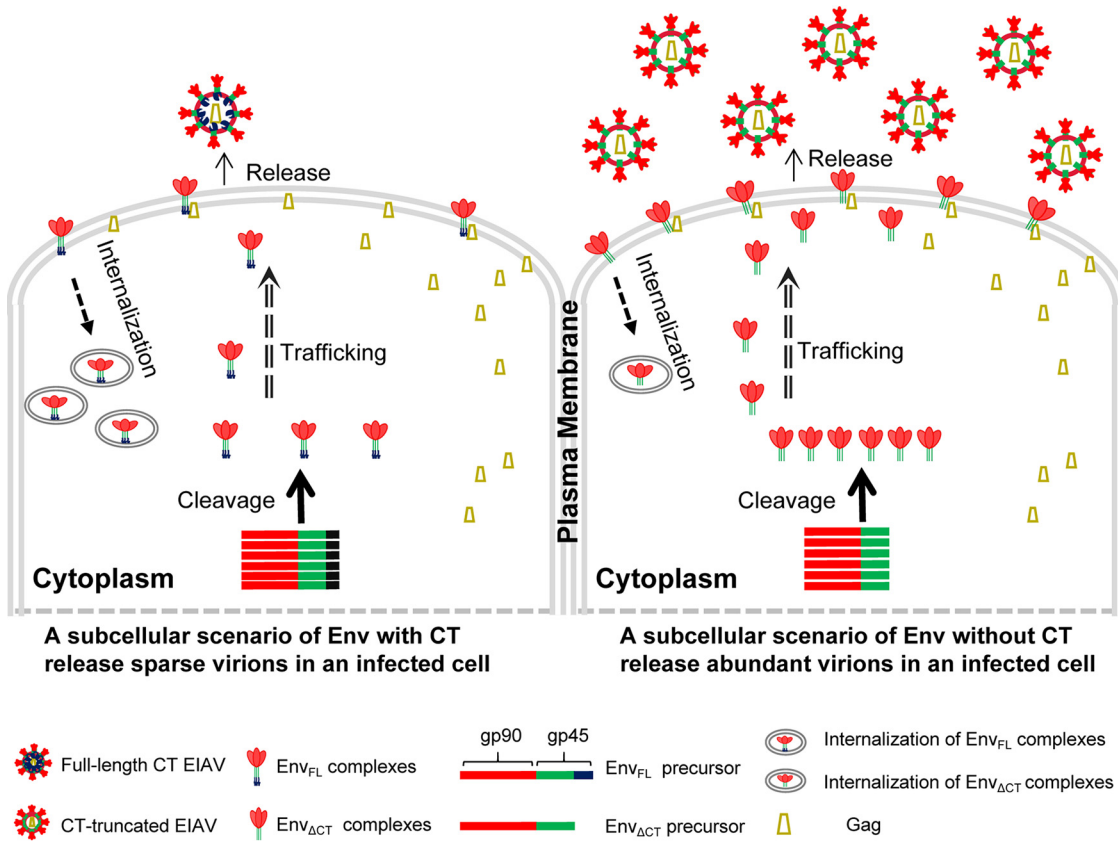 Release
Internalization
Trafficking
Cleavage
Cytoplasm
Plasma Membrane
Release
Internalization
Trafficking
Cleavage
Cytoplasm
A subcellular scenario of Env with CT
release sparse virions in an infected cell
A subcellular scenario of Env without CT
release abundant virions in an infected cell
Full-length CT EIAV
CT-truncated EIAV
EnvFL complexes
EnvΔCT complexes
gp90 gp45
EnvFL precursor
EnvΔCT precursor
Internalization of EnvFL complexes
Internalization of EnvΔCT complexes
Gag